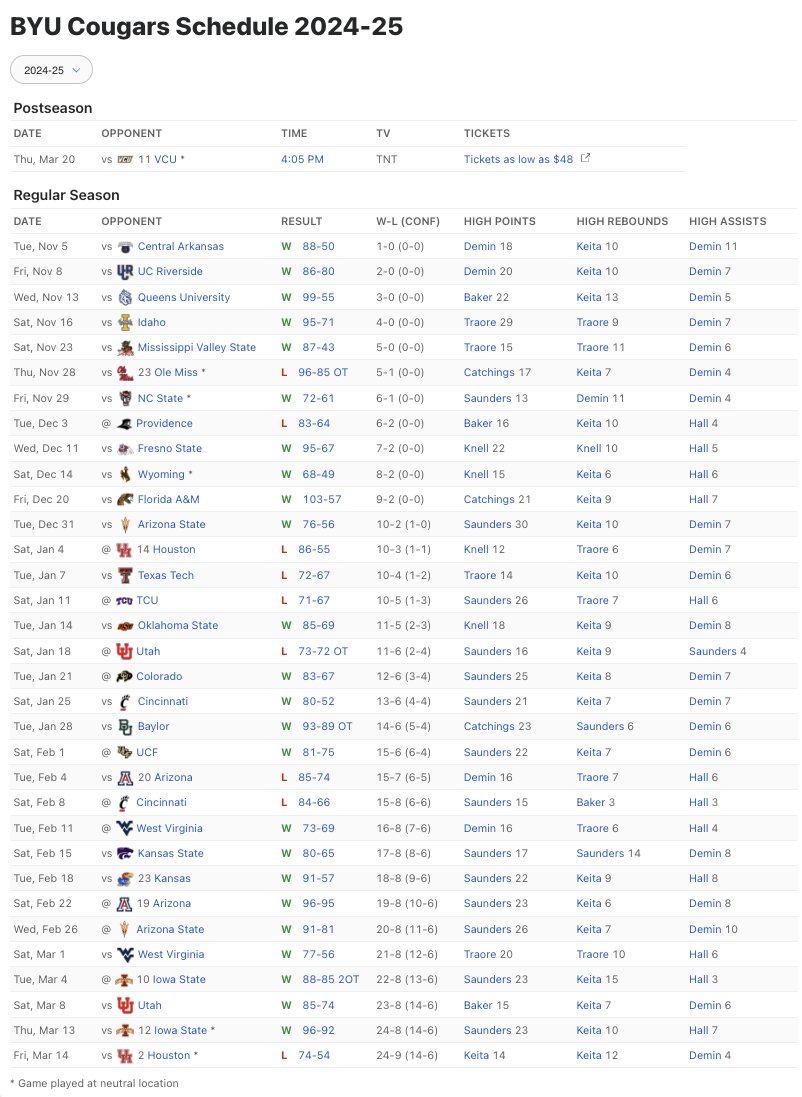 BYU Cougars Schedule 2024-25
2024-25
Postseason
DATE OPPONENT TIME TV TICKETS
Thu, Mar 20 vs VCU 11 VCU * 4:05 PM TNT Tickets as low as $48
Regular Season
DATE OPPONENT RESULT W-L (CONF) HIGH POINTS HIGH REBOUNDS HIGH ASSISTS
Tue, Nov 5 vs Central Arkansas W 88-50 1-0 (0-0) Demin 18 Keita 10 Demin 11
Fri, Nov 8 vs UC Riverside W 86-80 2-0 (0-0) Demin 20 Keita 10 Demin 7
Wed, Nov 13 vs Queens University W 99-55 3-0 (0-0) Baker 22 Keita 13 Demin 5
Sat, Nov 16 vs Idaho W 95-71 4-0 (0-0) Traore 29 Traore 9 Demin 7
Sat, Nov 23 vs Mississippi Valley State W 87-43 5-0 (0-0) Traore 15 Traore 11 Demin 6
Thu, Nov 28 vs Ole Miss 23 Ole Miss * L 96-85 OT 5-1 (0-0) Catchings 17 Keita 7 Demin 4
Fri, Nov 29 vs NC State * W 72-61 6-1 (0-0) Saunders 13 Demin 11 Demin 4
Tue, Dec 3 @ Providence L 83-64 6-2 (0-0) Baker 16 Keita 10 Hall 4
Wed, Dec 11 vs Fresno State W 95-67 7-2 (0-0) Knell 22 Knell 10 Hall 5
Sat, Dec 14 vs Wyoming * W 68-49 8-2 (0-0) Knell 15 Keita 6 Hall 6
Fri, Dec 20 vs Florida A&M W 103-57 9-2 (0-0) Catchings 21 Keita 9 Hall 7
Tue, Dec 31 vs Arizona State W 76-56 10-2 (1-0) Saunders 30 Keita 10 Demin 7
Sat, Jan 4 @ UH 14 Houston L 86-55 10-3 (1-1) Knell 12 Traore 6 Demin 7
Tue, Jan 7 vs Texas Tech L 72-67 10-4 (1-2) Traore 14 Keita 10 Demin 6
Sat, Jan 11 @ TCU TCU L 71-67 10-5 (1-3) Saunders 26 Traore 7 Hall 6
Tue, Jan 14 vs Oklahoma State W 85-69 11-5 (2-3) Knell 18 Keita 9 Demin 8
Sat, Jan 18 @ Utah L 73-72 OT 11-6 (2-4) Saunders 16 Keita 9 Saunders 4
Tue, Jan 21 @ Colorado W 83-67 12-6 (3-4) Saunders 25 Keita 8 Demin 7
Sat, Jan 25 vs Cincinnati W 80-52 13-6 (4-4) Saunders 21 Keita 7 Demin 7
Tue, Jan 28 vs Baylor W 93-89 OT 14-6 (5-4) Catchings 23 Saunders 6 Demin 6
Sat, Feb 1 @ UCF W 81-75 15-6 (6-4) Saunders 22 Keita 7 Demin 6
Tue, Feb 4 vs 20 Arizona L 85-74 15-7 (6-5) Demin 16 Traore 7 Hall 6
Sat, Feb 8 @ Cincinnati L 84-66 15-8 (6-6) Saunders 15 Baker 3 Hall 3
Tue, Feb 11 @ West Virginia W 73-69 16-8 (7-6) Demin 16 Traore 6 Hall 4
Sat, Feb 15 vs Kansas State W 80-65 17-8 (8-6) Saunders 17 Saunders 14 Demin 8
Tue, Feb 18 vs 23 Kansas W 91-57 18-8 (9-6) Saunders 22 Keita 9 Hall 8
Sat, Feb 22 @ 19 Arizona W 96-95 19-8 (10-6) Saunders 23 Keita 6 Demin 8
Wed, Feb 26 @ Arizona State W 91-81 20-8 (11-6) Saunders 26 Keita 7 Demin 10
Sat, Mar 1 vs West Virginia W 77-56 21-8 (12-6) Traore 20 Traore 10 Hall 6
Tue, Mar 4 @ 10 Iowa State W 88-85 2OT 22-8 (13-6) Saunders 23 Keita 15 Hall 3
Sat, Mar 8 vs Utah W 85-74 23-8 (14-6) Baker 15 Keita 7 Demin 6
Thu, Mar 13 vs 12 Iowa State * W 96-92 24-8 (14-6) Saunders 23 Keita 10 Hall 7
Fri, Mar 14 vs 2 Houston * L 74-54 24-9 (14-6) Keita 14 Keita 12 Demin 4
* Game played at neutral location